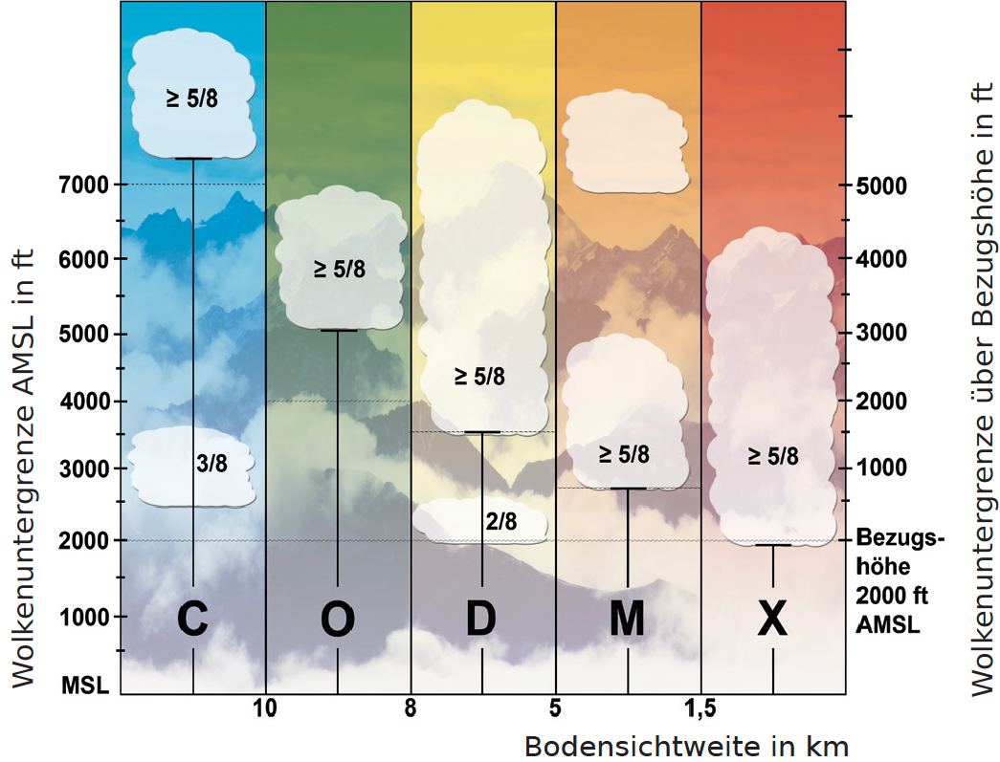 Wolkenuntergrenze AMSL in ft
7000
6000
5000
4000
3000
2000
1000
MSL
≥ 5/8
3/8
≥ 5/8
≥ 5/8
2/8
≥ 5/8
≥ 5/8
C
O
D
M
X
5000
4000
3000
2000
1000
Bezugs-
höhe
2000 ft
AMSL
Wolkenuntergrenze über Bezugshöhe in ft
10
8
5
1,5
Bodensichtweite in km